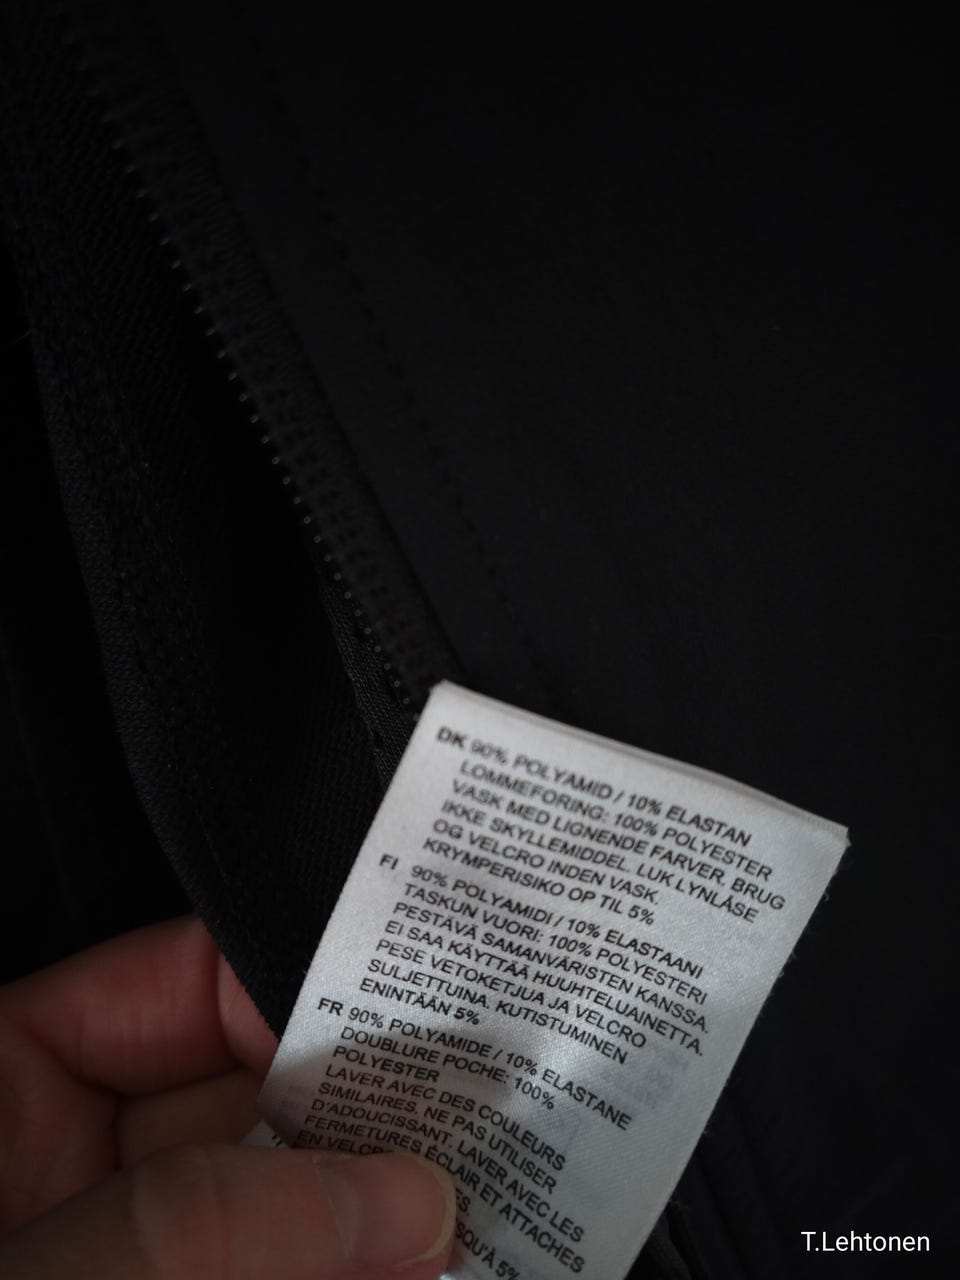 DK 90% POLYAMID / 10% ELASTAN
LOMMEFORING: 100% POLYESTER
VASK MED LIGNENDE FARVER. BRUG
IKKE SKYLLEMIDDEL. LUK LYNLÅSE
OG VELCRO INDEN VASK.
KRYMPERISIKO OP TIL 5%
FI 90% POLYAMIDI / 10% ELASTAANI
TASKUN VUORI: 100% POLYESTERI
PESTÄVÄ SAMANVÄRISTEN KANSSA.
EI SAA KÄYTTÄÄ HUUHTELUAINETTA.
PESE VETOKETJUA JA VELCRO
SULJETTUINA. KUTISTUMINEN
ENINTÄÄN 5%
FR 90% POLYAMIDE / 10% ELASTANE
DOUBLURE POCHE: 100%
POLYESTER
LAVER AVEC DES COULEURS
SIMILAIRES. NE PAS UTILISER
D'ADOUCISSANT. LAVER AVEC LES
FERMETURES ÉCLAIR ET ATTACHES
EN
5%
T.Lehtonen